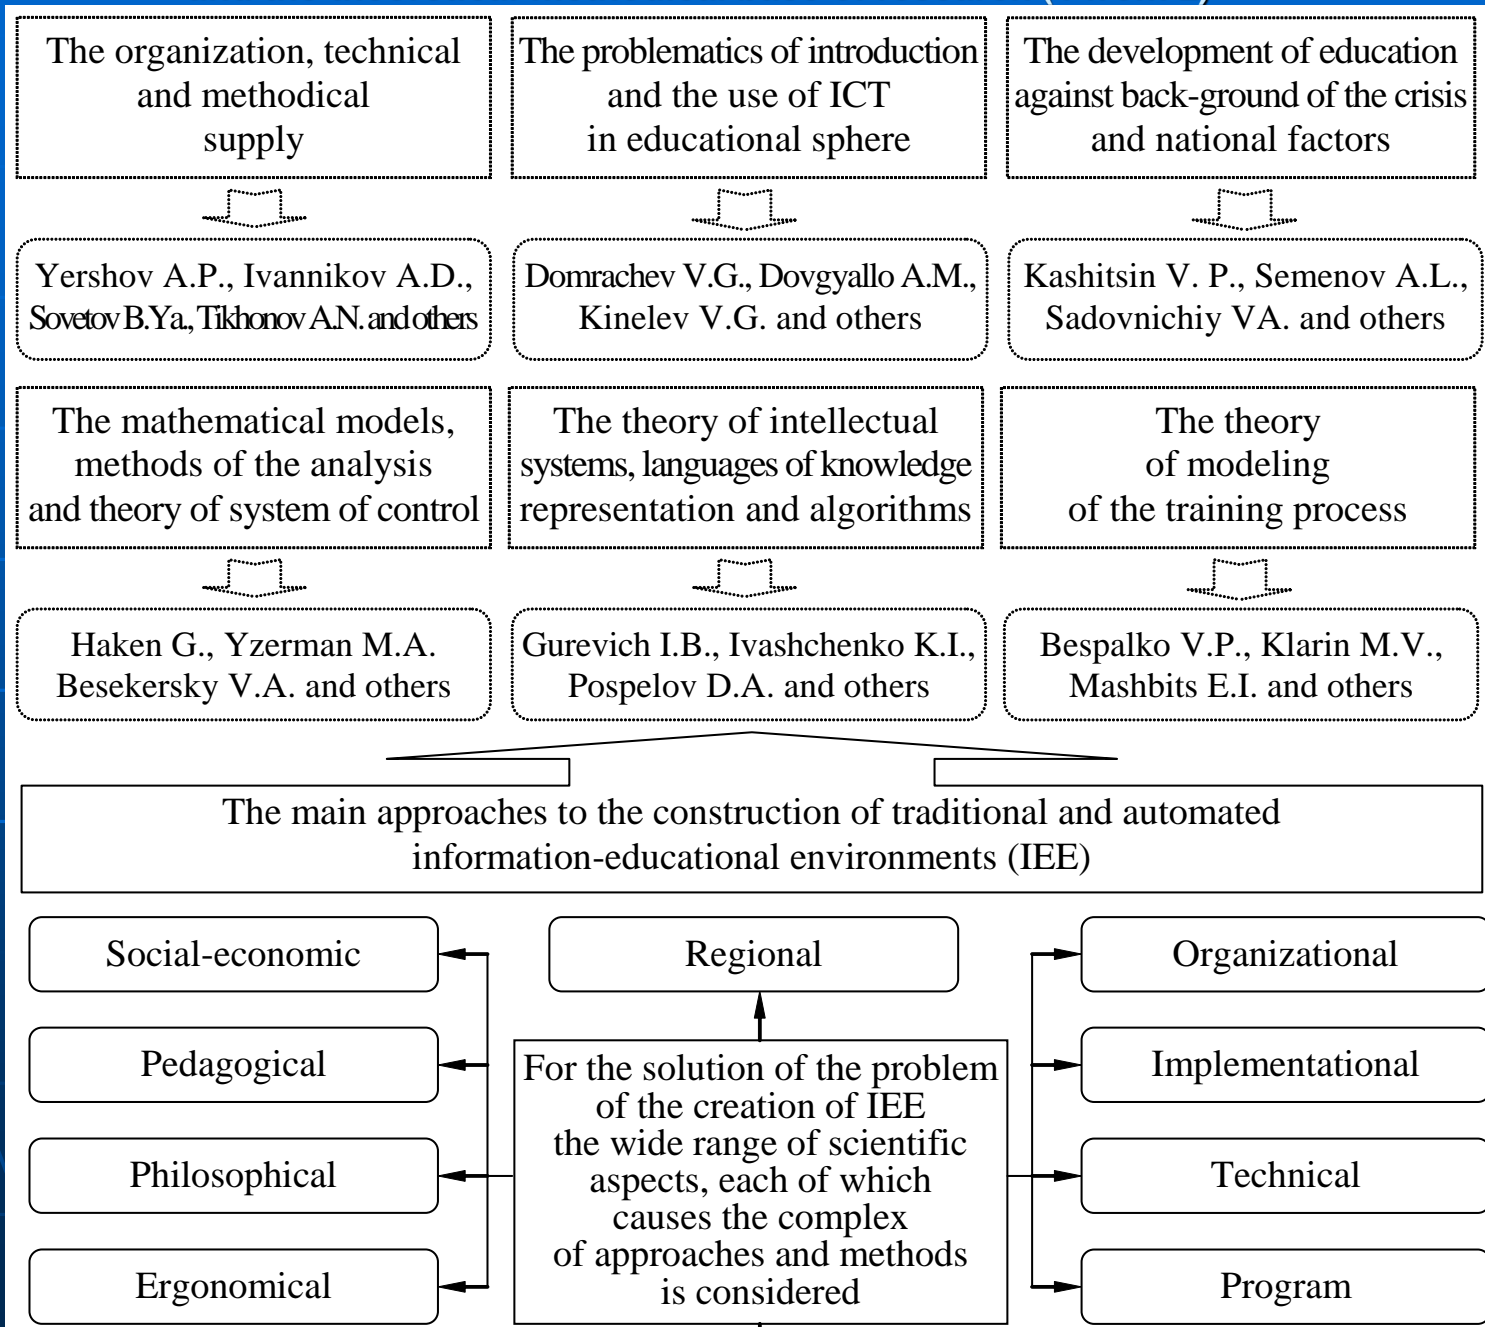 The organization, technical
and methodical
supply
The problematics of introduction
and the use of ICT
in educational sphere
The development of education
against back-ground of the crisis
and national factors
Yershov A.P., Ivannikov A.D.,
Sovetov B.Ya., Tikhonov A.N. and others
Domrachev V.G., Dovgyallo A.M.,
Kinelev V.G. and others
Kashitsin V. P., Semenov A.L.,
Sadovnichiy VA. and others
The mathematical models,
methods of the analysis
and theory of system of control
The theory of intellectual
systems, languages of knowledge
representation and algorithms
The theory
of modeling
of the training process
Haken G., Yzerman M.A.
Besekersky V.A. and others
Gurevich I.B., Ivashchenko K.I.,
Pospelov D.A. and others
Bespalko V.P., Klarin M.V.,
Mashbits E.I. and others
The main approaches to the construction of traditional and automated
information-educational environments (IEE)
Social-economic
Regional
Organizational
Pedagogical
Implementational
Philosophical
Technical
Ergonomical
Program
For the solution of the problem
of the creation of IEE
the wide range of scientific
aspects, each of which
causes the complex
of approaches and methods
is considered